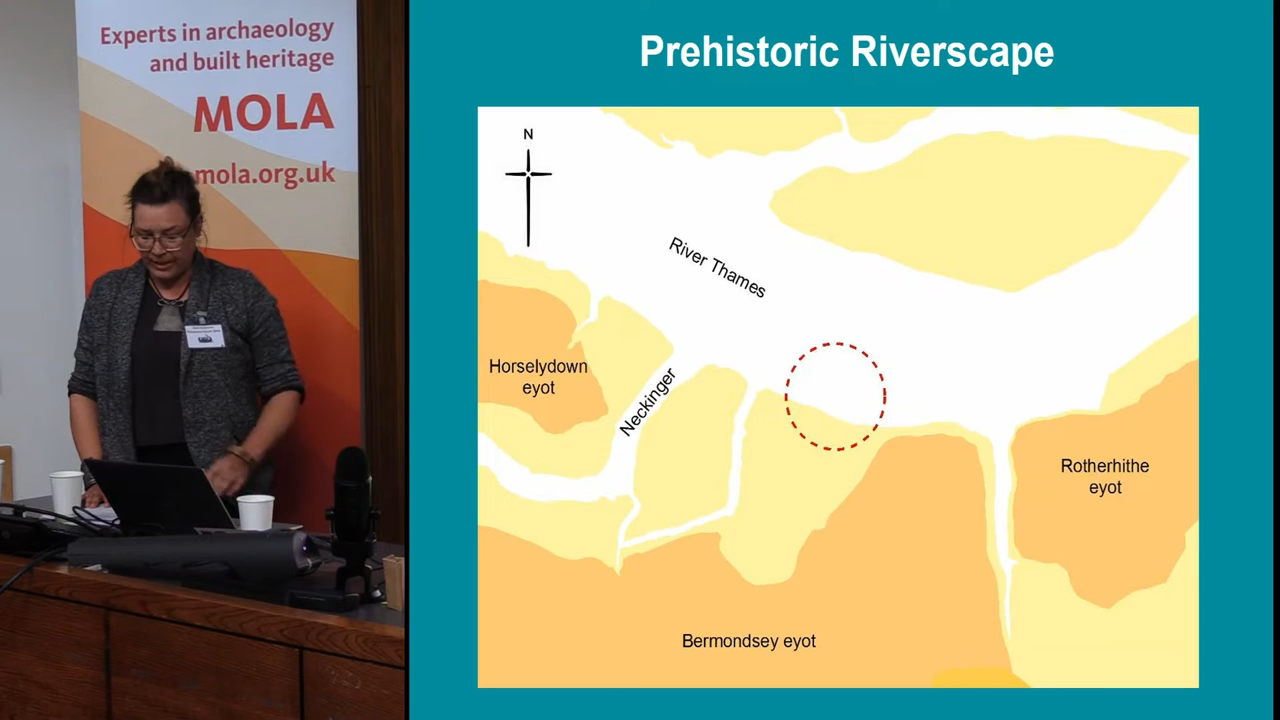 Experts in archaeology
and built heritage
MOLA
mola.org.uk
Prehistoric Riverscape
N
River Thames
Horselydown
eyot
Neckinger
Rotherhithe
eyot
Bermondsey eyot